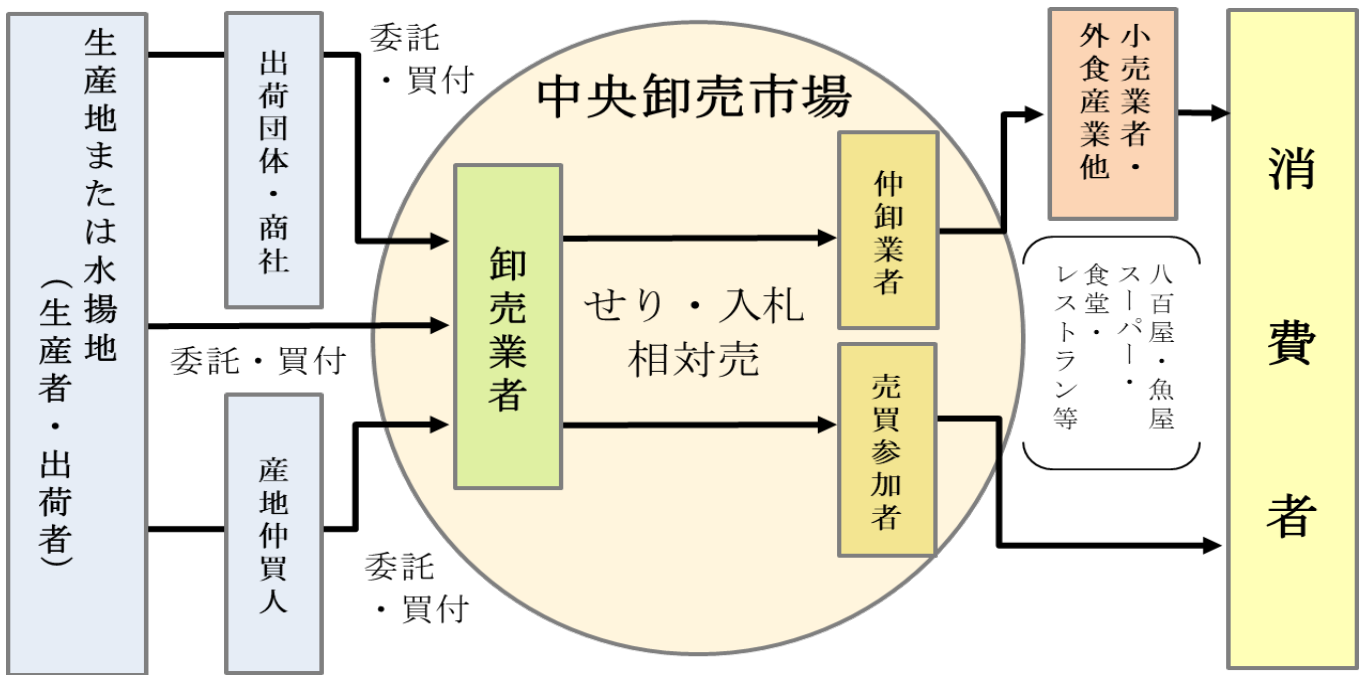 生産地または水揚地
（生産者・出荷者）
出荷団体・商社
産地仲買人
委託
・買付
委託・買付
委託
・買付
中央卸売市場
卸売業者
せり・入札
相対売
仲卸業者
売買参加者
小売業者・
外食産業他
八百屋・魚屋
スーパー・
食堂・
レストラン等
消費者